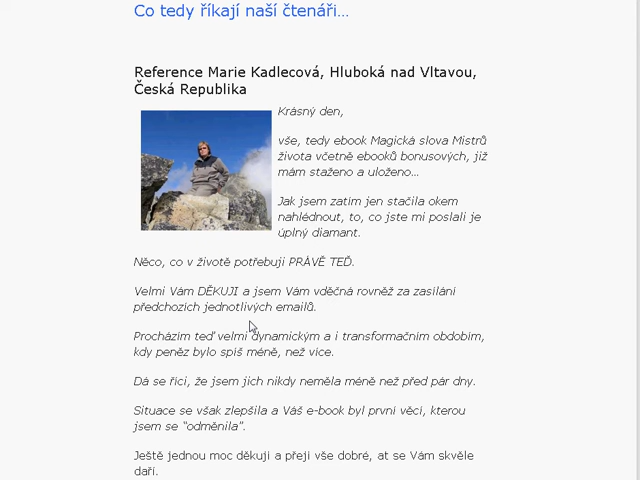 Co tedy říkají naší čtenáři...
Reference Marie Kadlecová, Hluboká nad Vltavou,
Česká Republika
Krásný den,
vše, tedy ebook Magická slova Mistrů
života včetně ebooků bonusových, již
mám staženo a uloženo...
Jak jsem zatím jen stačila okem
nahlédnout, to, co jste mi poslali je
úplný diamant.
Něco, co v životě potřebuji PRÁVĚ TEĎ.
Velmi Vám DĚKUJI a jsem Vám vděčná rovněž za zasílání
předchozích jednotlivých emailů.
Procházím teď velmi dynamickým a i transformačním obdobím,
kdy peněz bylo spíš méně, než více.
Dá se říci, že jsem jich nikdy neměla méně než před pár dny.
Situace se však zlepšila a Váš e-book byl první věcí, kterou
jsem se "odměnila".
Ještě jednou moc děkuji a přeji vše dobré, at se Vám skvěle
daří.